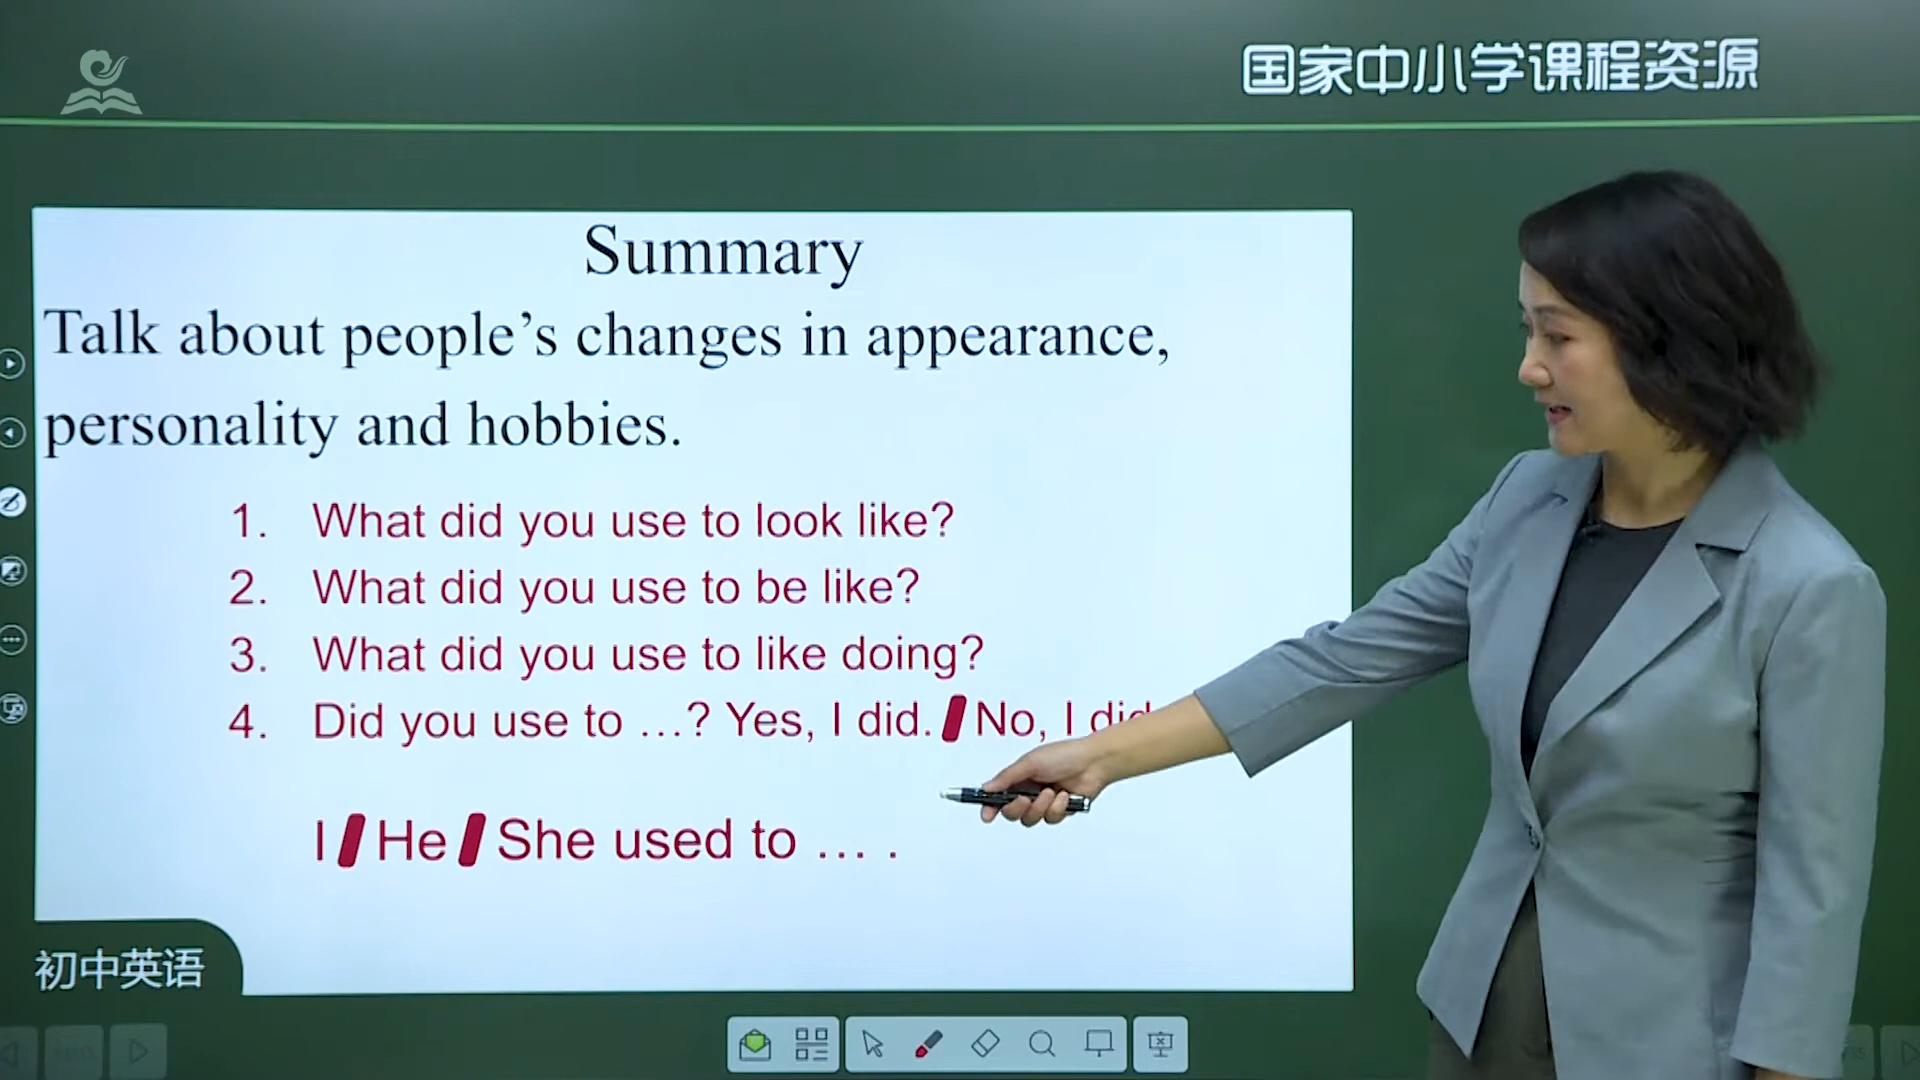 国家中小学课程资源
Summary
Talk about people’s changes in appearance,
personality and hobbies.
1. What did you use to look like?
2. What did you use to be like?
3. What did you use to like doing?
4. Did you use to …? Yes, I did. / No, I did
I / He / She used to … .
初中英语